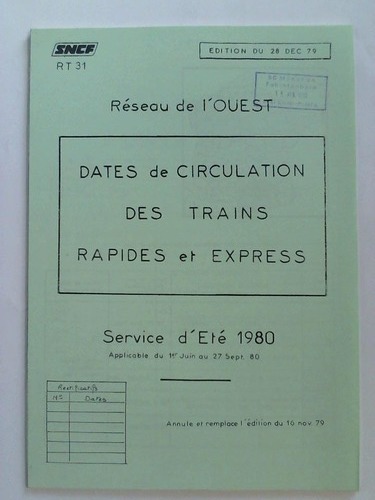 SNCF
RT 31
EDITION DU 28 DEC 79
Réseau de l'OUEST
DATES de CIRCULATION
DES TRAINS
RAPIDES et EXPRESS
Service d'Eté 1980
Applicable du 1er Juin au 27 Sept. 80
Rectificatifs
Nos Dates
Annule et remplace l'édition du 16 nov 79